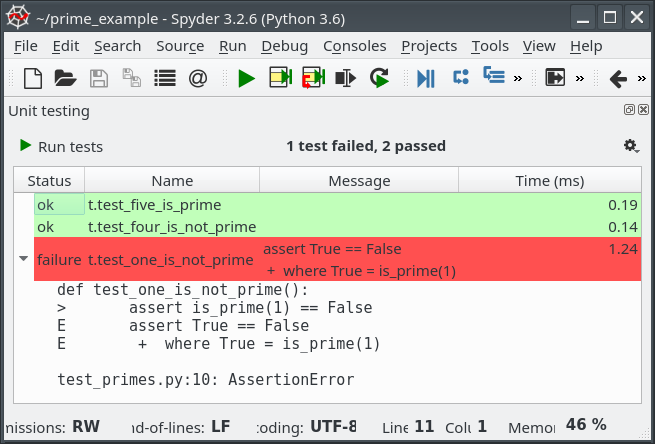 ~/prime_example - Spyder 3.2.6 (Python 3.6)
File Edit Search Source Run Debug Consoles Projects Tools View Help
@ » » »
Unit testing
Run tests 1 test failed, 2 passed
Status Name Message Time (ms)
ok t.test_five_is_prime 0.19
ok t.test_four_is_not_prime 0.14
failure t.test_one_is_not_prime assert True == False 1.24
+ where True = is_prime(1)
def test_one_is_not_prime():
> assert is_prime(1) == False
E assert True == False
E + where True = is_prime(1)
test_primes.py:10: AssertionError
missions: RW nd-of-lines: LF coding: UTF-8 Line 11 Colu 1 Memor 46 %